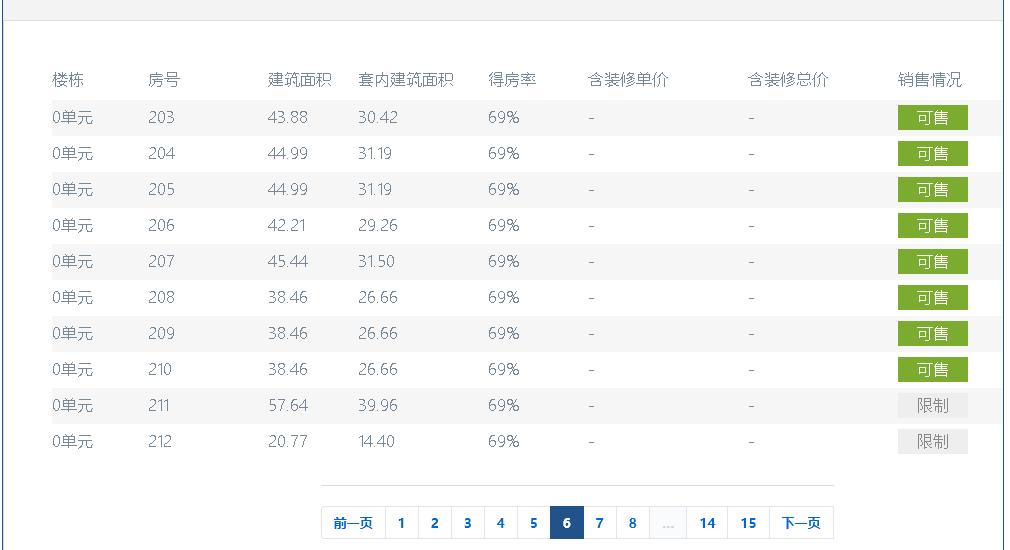 楼栋 房号 建筑面积 套内建筑面积 得房率 含装修单价 含装修总价 销售情况
0单元 203 43.88 30.42 69% - - 可售
0单元 204 44.99 31.19 69% - - 可售
0单元 205 44.99 31.19 69% - - 可售
0单元 206 42.21 29.26 69% - - 可售
0单元 207 45.44 31.50 69% - - 可售
0单元 208 38.46 26.66 69% - - 可售
0单元 209 38.46 26.66 69% - - 可售
0单元 210 38.46 26.66 69% - - 可售
0单元 211 57.64 39.96 69% - - 限制
0单元 212 20.77 14.40 69% - - 限制
前一页 1 2 3 4 5 6 7 8 ... 14 15 下一页